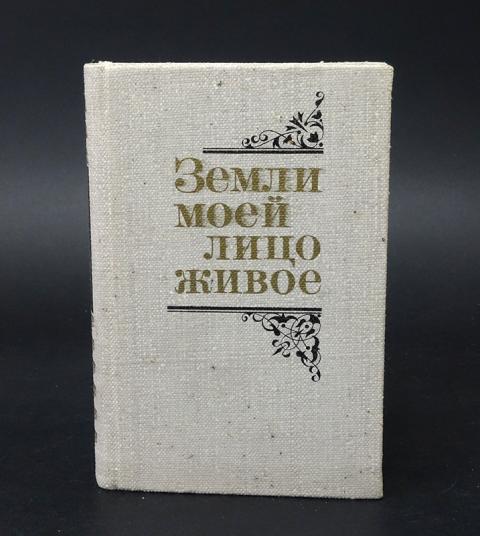 Земли
моей
лицо
живое